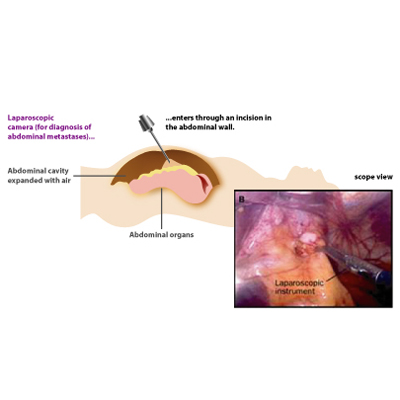 Laparoscopic
camera (for diagnosis of
abdominal metastases)...
...enters through an incision in
the abdominal wall.
Abdominal cavity
expanded with air
Abdominal organs
scope view
B
Laparoscopic
instrument